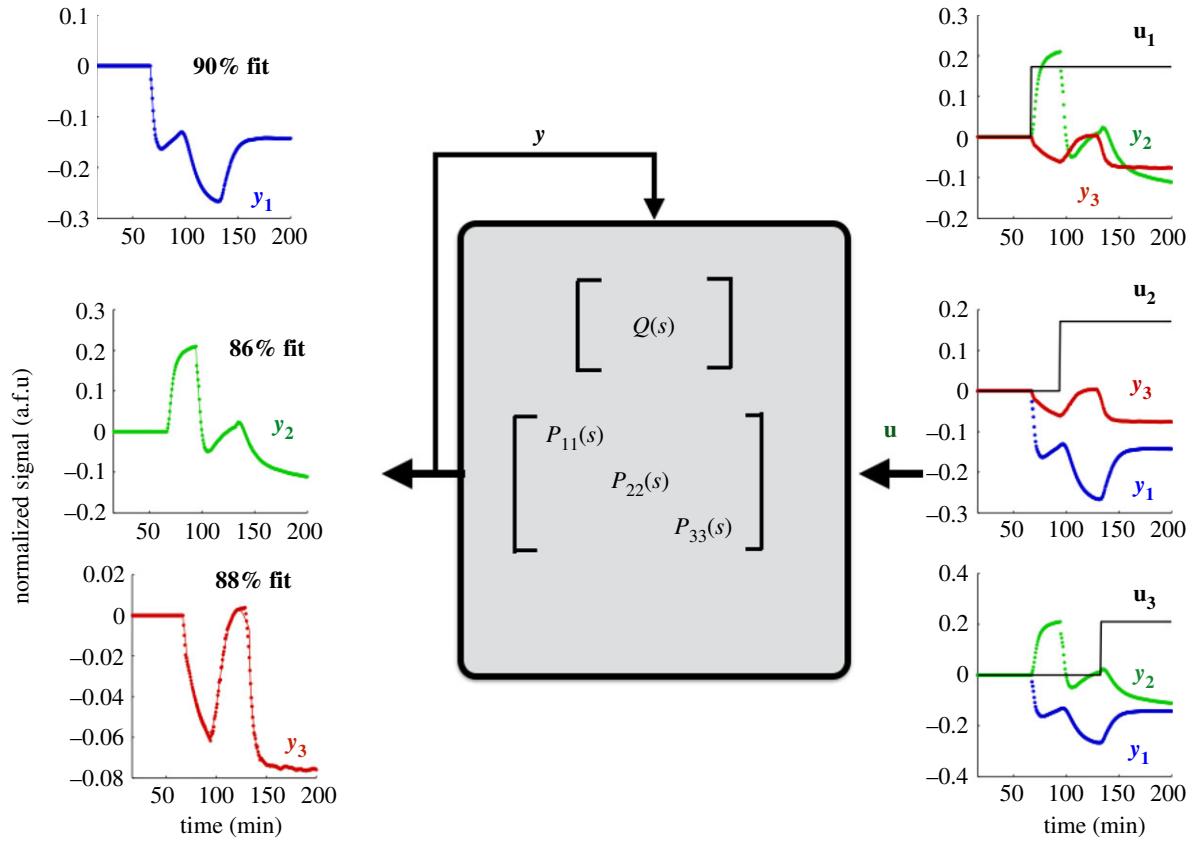 normalized signal (a.f.u)
0.1
0
–0.1
–0.2
–0.3
90% fit
y1
50 100 150 200
0.3
0.2
0.1
0
–0.1
–0.2
86% fit
y2
50 100 150 200
0.02
0
–0.02
–0.04
–0.06
–0.08
88% fit
y3
50 100 150 200
time (min)
y
Q(s)
P11(s)
P22(s)
P33(s)
u
0.3
0.2
0.1
0
–0.1
–0.2
u1
y2
y3
50 100 150 200
0.2
0.1
0
–0.1
–0.2
–0.3
u2
y3
y1
50 100 150 200
0.4
0.2
0
–0.2
–0.4
u3
y2
y1
50 100 150 200
time (min)